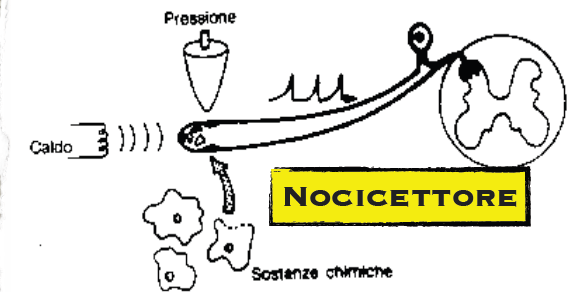 Pressione
Caldo
NOCICETTORE
Sostanze chimiche